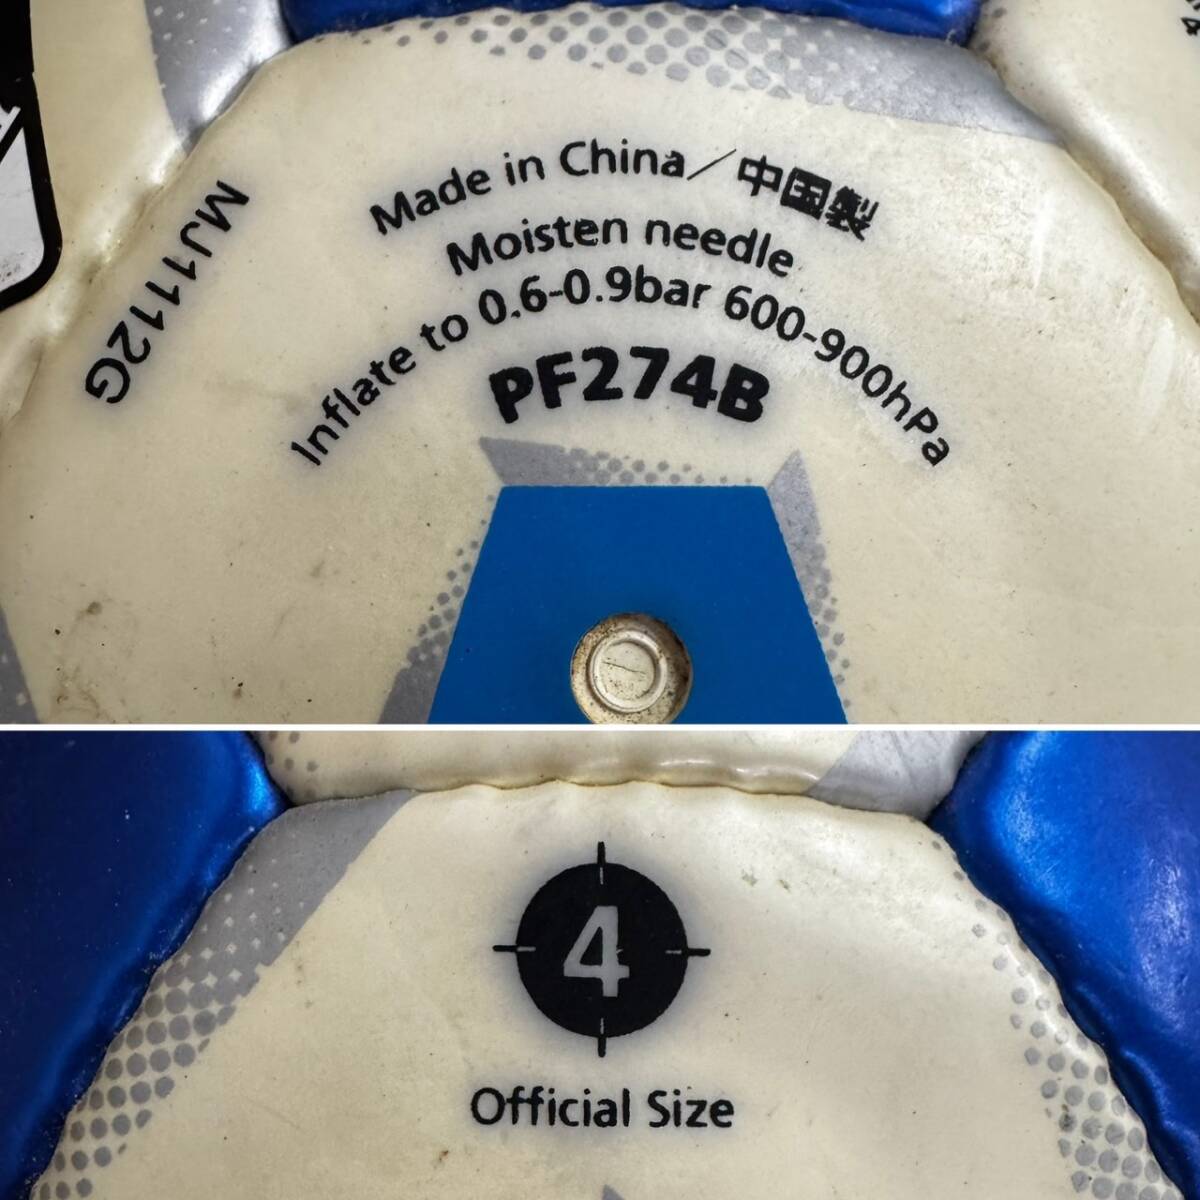 Made in China／中国製
Moisten needle
Inflate to 0.6-0.9bar 600-900hPa
PF274B
MJ1112G
4
Official Size